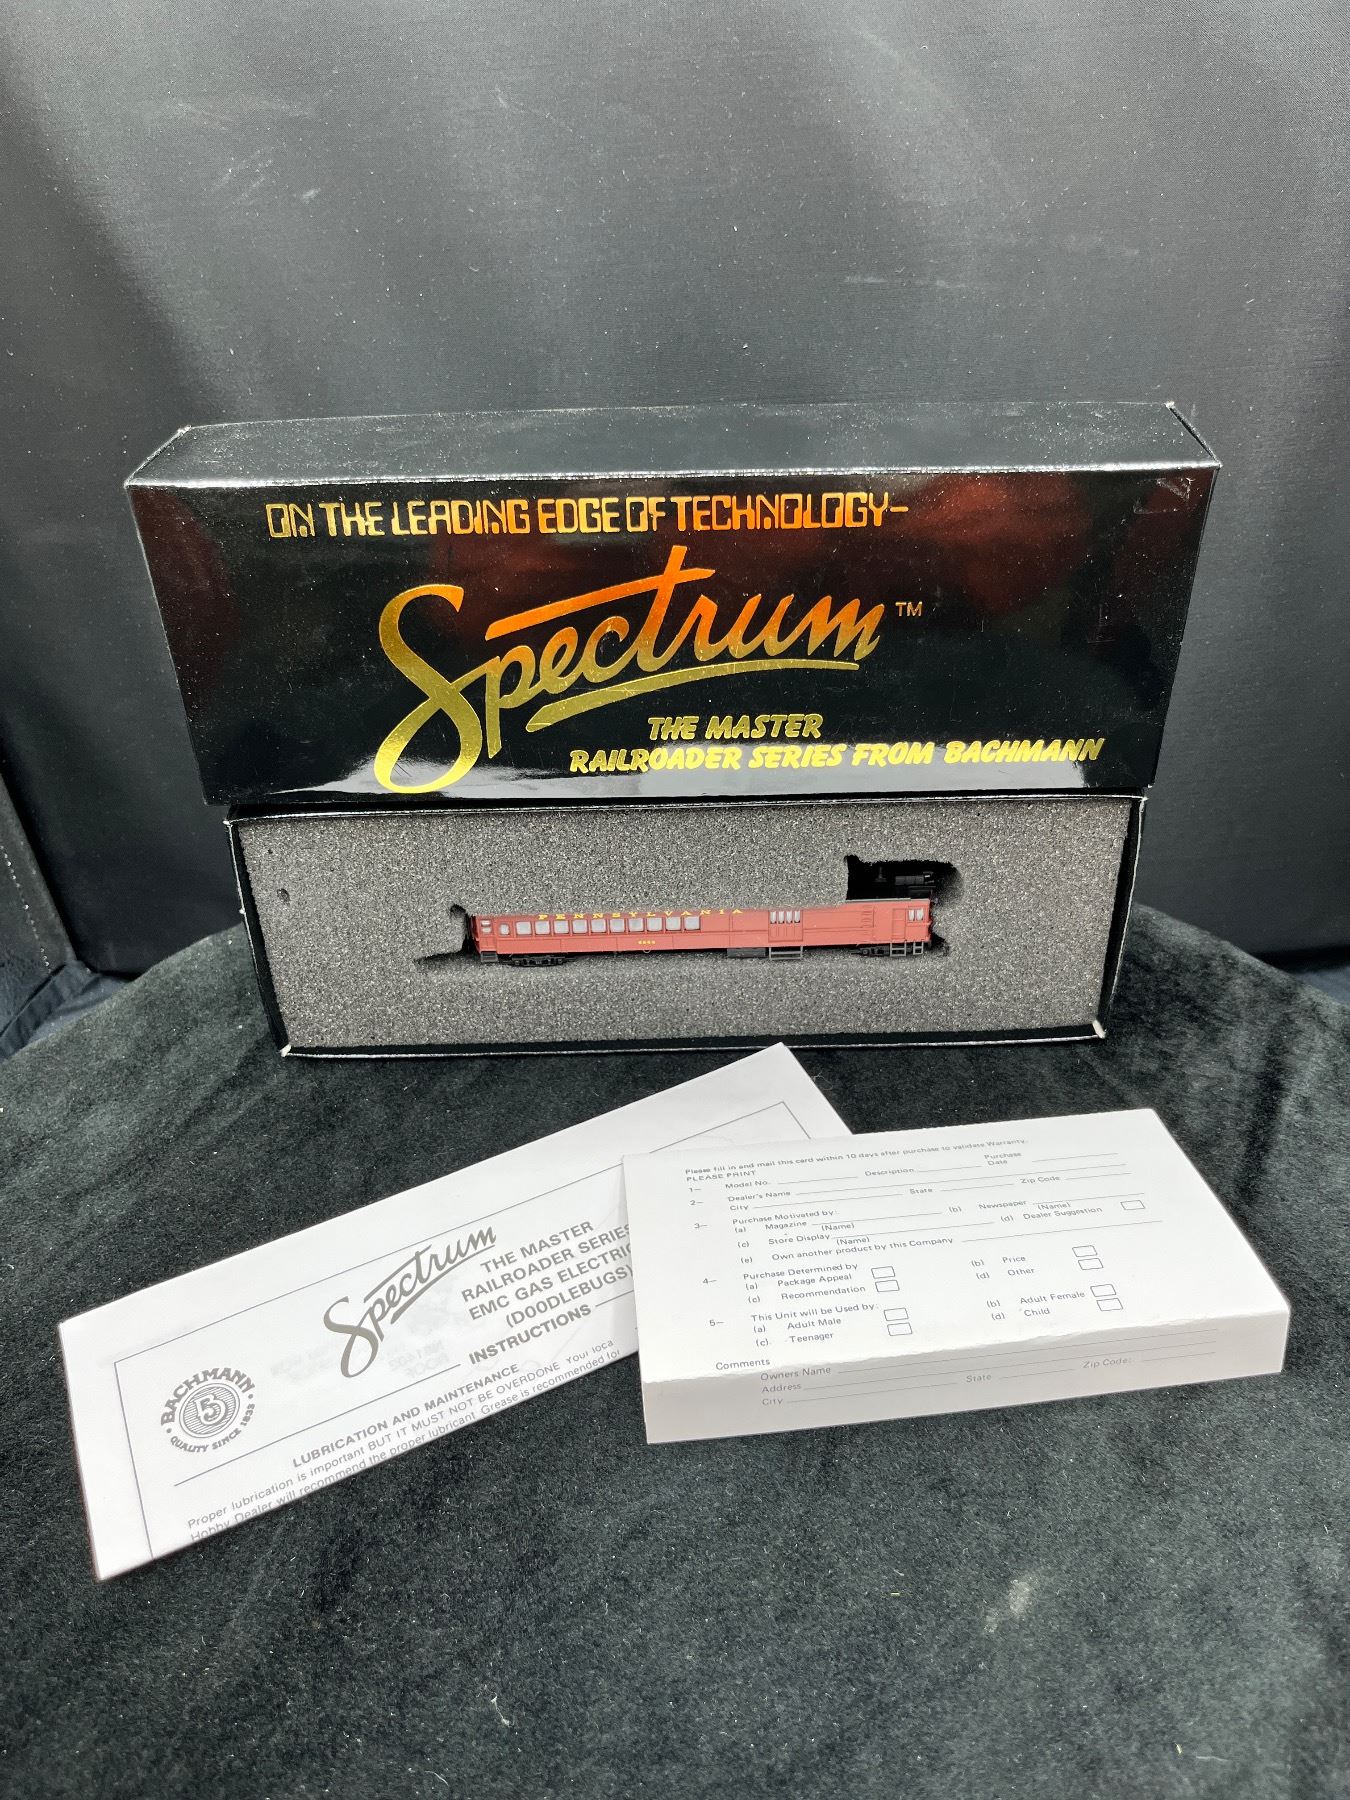 ON THE LEADING EDGE OF TECHNOLOGY-
Spectrum™
THE MASTER
RAILROADER SERIES FROM BACHMANN
PENNSYLVANIA
Spectrum
THE MASTER
RAILROADER SERIES
EMC GAS ELECTRIC
(DOODLEBUGS)
INSTRUCTIONS
BACHMANN
QUALITY SINCE 1833
LUBRICATION AND MAINTENANCE
Proper lubrication is important BUT IT MUST NOT BE OVERDONE Your loca
Hobby Dealer will recommend the proper lubricant. Grease is recommended for
Please fill in and mail this card within 10 days after purchase to validate Warranty.
PLEASE PRINT
1— Model No. Description Purchase Date
2— Dealer's Name
City State Zip Code
3— Purchase Motivated by:
(a) Magazine (Name) (b) Newspaper (Name)
(c) Store Display (Name) (d) Dealer Suggestion
(e) Own another product by this Company
4— Purchase Determined by
(a) Package Appeal (b) Price
(c) Recommendation (d) Other
5— This Unit will be Used by:
(a) Adult Male (b) Adult Female
(c). Teenager (d) Child
Comments
Owners Name
Address
City State Zip Code: